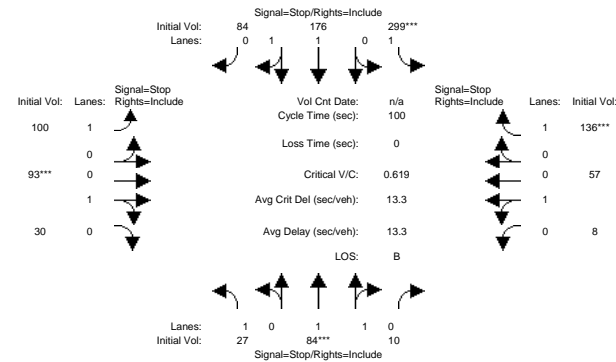 Signal=Stop/Rights=Include
Initial Vol: 84 176 299***
Lanes: 0 1 1 0 1
Signal=Stop
Initial Vol: Lanes: Rights=Include
100 1
0
93*** 0
1
30 0
Vol Cnt Date: n/a
Cycle Time (sec): 100
Loss Time (sec): 0
Critical V/C: 0.619
Avg Crit Del (sec/veh): 13.3
Avg Delay (sec/veh): 13.3
LOS: B
Signal=Stop
Rights=Include Lanes: Initial Vol:
1 136***
0
0 57
1
0 8
Lanes: 1 0 1 1 0
Initial Vol: 27 84*** 10
Signal=Stop/Rights=Include